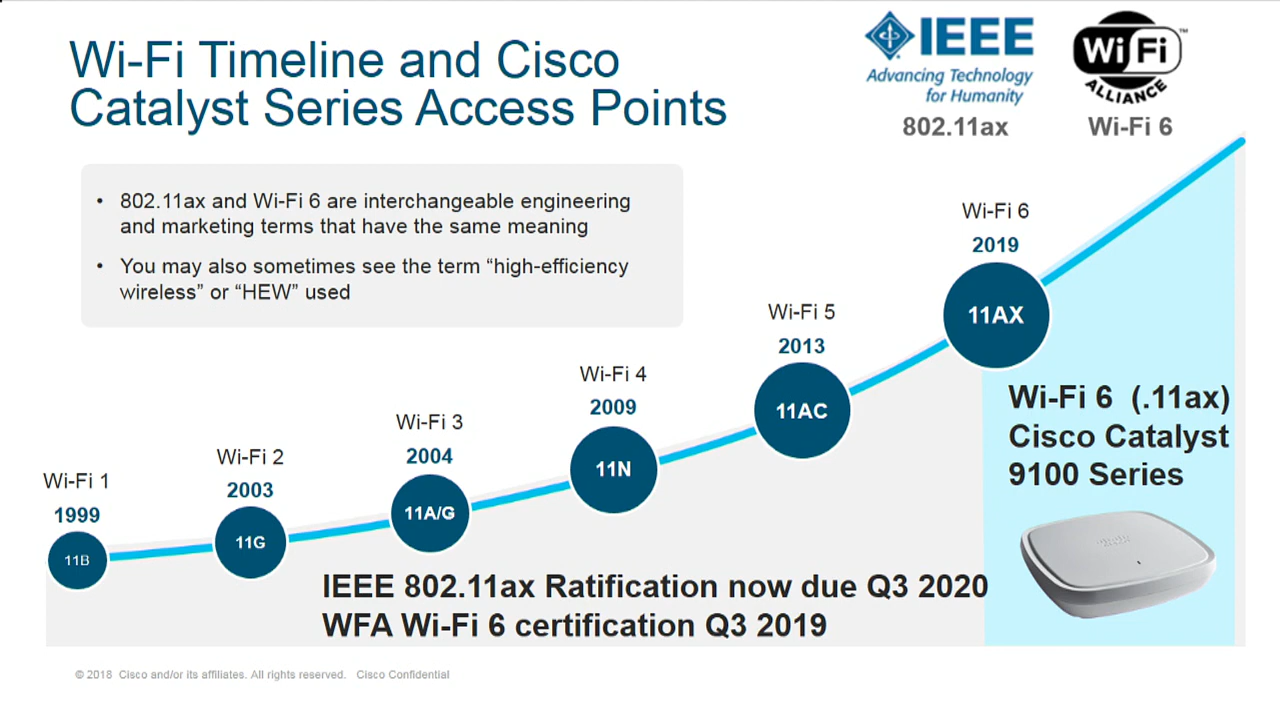 Wi-Fi Timeline and Cisco
Catalyst Series Access Points
IEEE
Advancing Technology
for Humanity
802.11ax
Wi Fi
™
ALLIANCE
Wi-Fi 6
• 802.11ax and Wi-Fi 6 are interchangeable engineering
and marketing terms that have the same meaning
• You may also sometimes see the term “high-efficiency
wireless” or “HEW” used
Wi-Fi 1
1999
11B
Wi-Fi 2
2003
11G
Wi-Fi 3
2004
11A/G
Wi-Fi 4
2009
11N
Wi-Fi 5
2013
11AC
Wi-Fi 6
2019
11AX
Wi-Fi 6 (.11ax)
Cisco Catalyst
9100 Series
IEEE 802.11ax Ratification now due Q3 2020
WFA Wi-Fi 6 certification Q3 2019
© 2018 Cisco and/or its affiliates. All rights reserved. Cisco Confidential